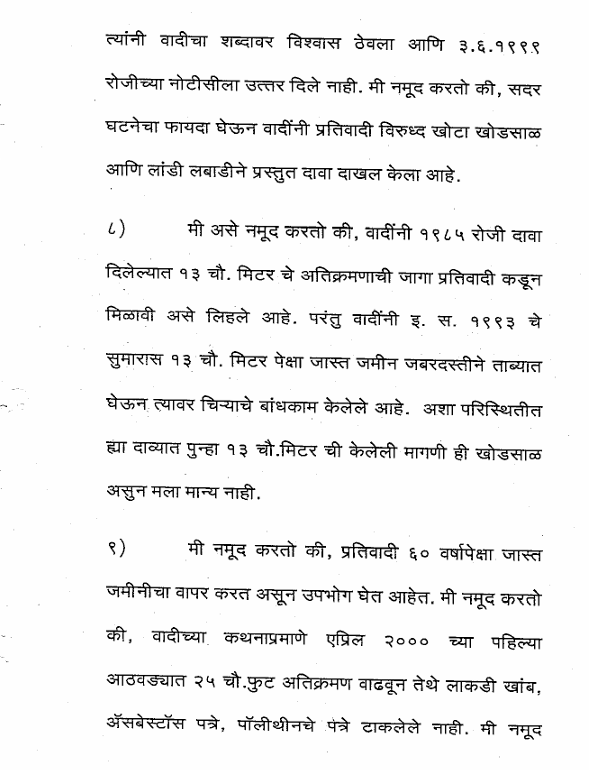 त्यांनी वादीचा शब्दावर विश्वास ठेवला आणि ३.६.१९९९
रोजीच्या नोटीसीला उत्तर दिले नाही. मी नमूद करतो की, सदर
घटनेचा फायदा घेऊन वादींनी प्रतिवादी विरुध्द खोटा खोडसाळ
आणि लांडी लबाडीने प्रस्तुत दावा दाखल केला आहे.
८) मी असे नमूद करतो की, वादींनी १९८५ रोजी दावा
दिलेल्यात १३ चौ. मिटर चे अतिक्रमणाची जागा प्रतिवादी कडून
मिळावी असे लिहले आहे. परंतु वादींनी इ. स. १९९३ चे
सुमारास १३ चौ. मिटर पेक्षा जास्त जमीन जबरदस्तीने ताब्यात
घेऊन त्यावर चिऱ्याचे बांधकाम केलेले आहे. अशा परिस्थितीत
ह्या दाव्यात पुन्हा १३ चौ.मिटर ची केलेली मागणी ही खोडसाळ
असुन मला मान्य नाही.
९) मी नमूद करतो की, प्रतिवादी ६० वर्षापेक्षा जास्त
जमीनीचा वापर करत असून उपभोग घेत आहेत. मी नमूद करतो
की, वादीच्या कथनाप्रमाणे एप्रिल २००० च्या पहिल्या
आठवड्यात २५ चौ.फुट अतिक्रमण वाढवून तेथे लाकडी खांब,
ॲसबेस्टॉस पत्रे, पॉलीथीनचे पत्रे टाकलेले नाही. मी नमूद